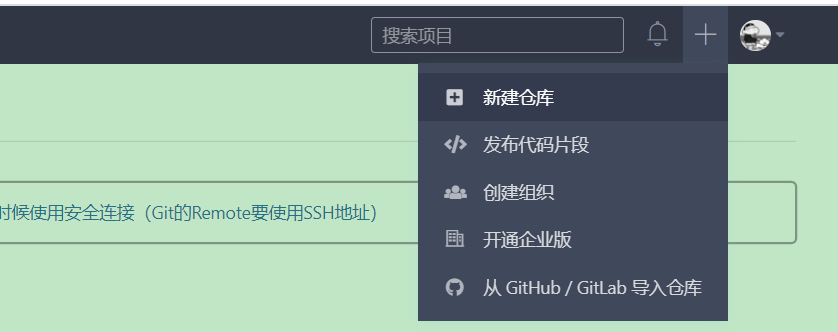 搜索项目
新建仓库
发布代码片段
时候使用安全连接（Git的Remote要使用SSH地址）
创建组织
开通企业版
从 GitHub / GitLab 导入仓库